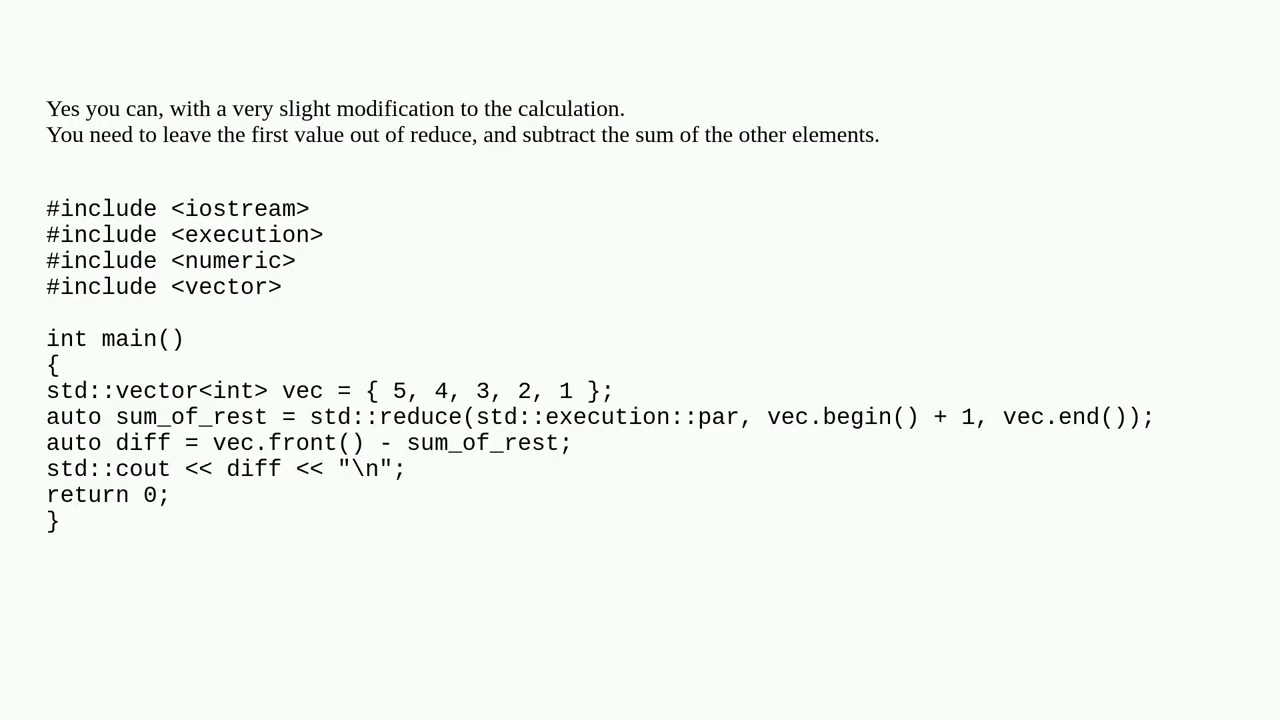 Yes you can, with a very slight modification to the calculation.
You need to leave the first value out of reduce, and subtract the sum of the other elements.
#include <iostream>
#include <execution>
#include <numeric>
#include <vector>
int main()
{
std::vector<int> vec = { 5, 4, 3, 2, 1 };
auto sum_of_rest = std::reduce(std::execution::par, vec.begin() + 1, vec.end());
auto diff = vec.front() - sum_of_rest;
std::cout << diff << "\n";
return 0;
}